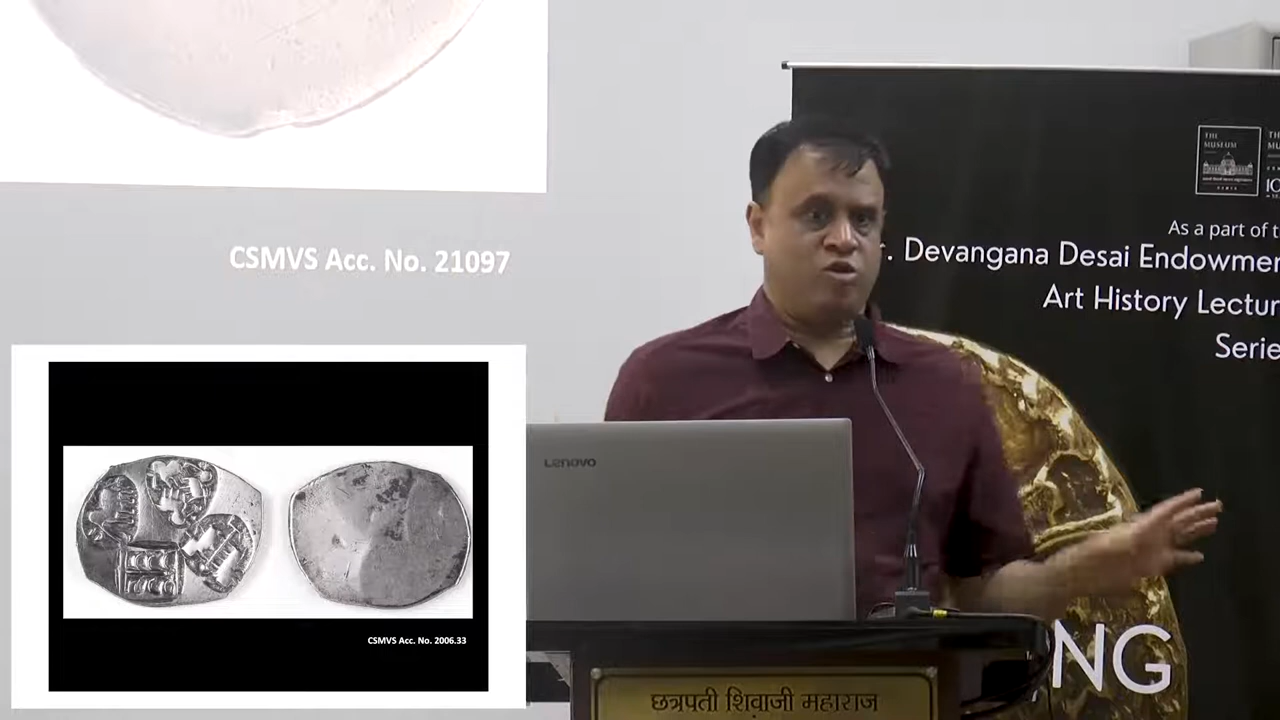 CSMVS Acc. No. 21097
CSMVS Acc. No. 2006.33
Lenovo
THE
MUSEUM
As a part of t
r. Devangana Desai Endowmen
Art History Lectur
Serie
NG
छत्रपती शिवाजी महाराज